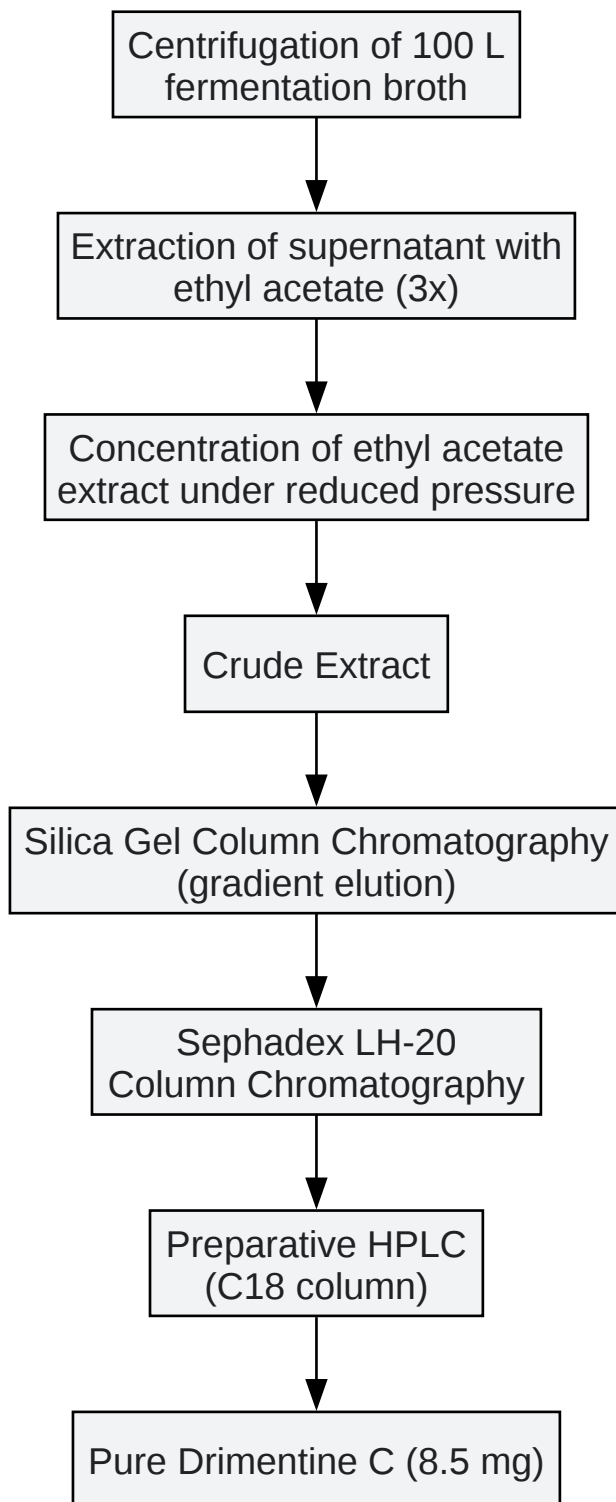 Centrifugation of 100 L
fermentation broth
Extraction of supernatant with
ethyl acetate (3x)
Concentration of ethyl acetate
extract under reduced pressure
Crude Extract
Silica Gel Column Chromatography
(gradient elution)
Sephadex LH-20
Column Chromatography
Preparative HPLC
(C18 column)
Pure Drimentine C (8.5 mg)